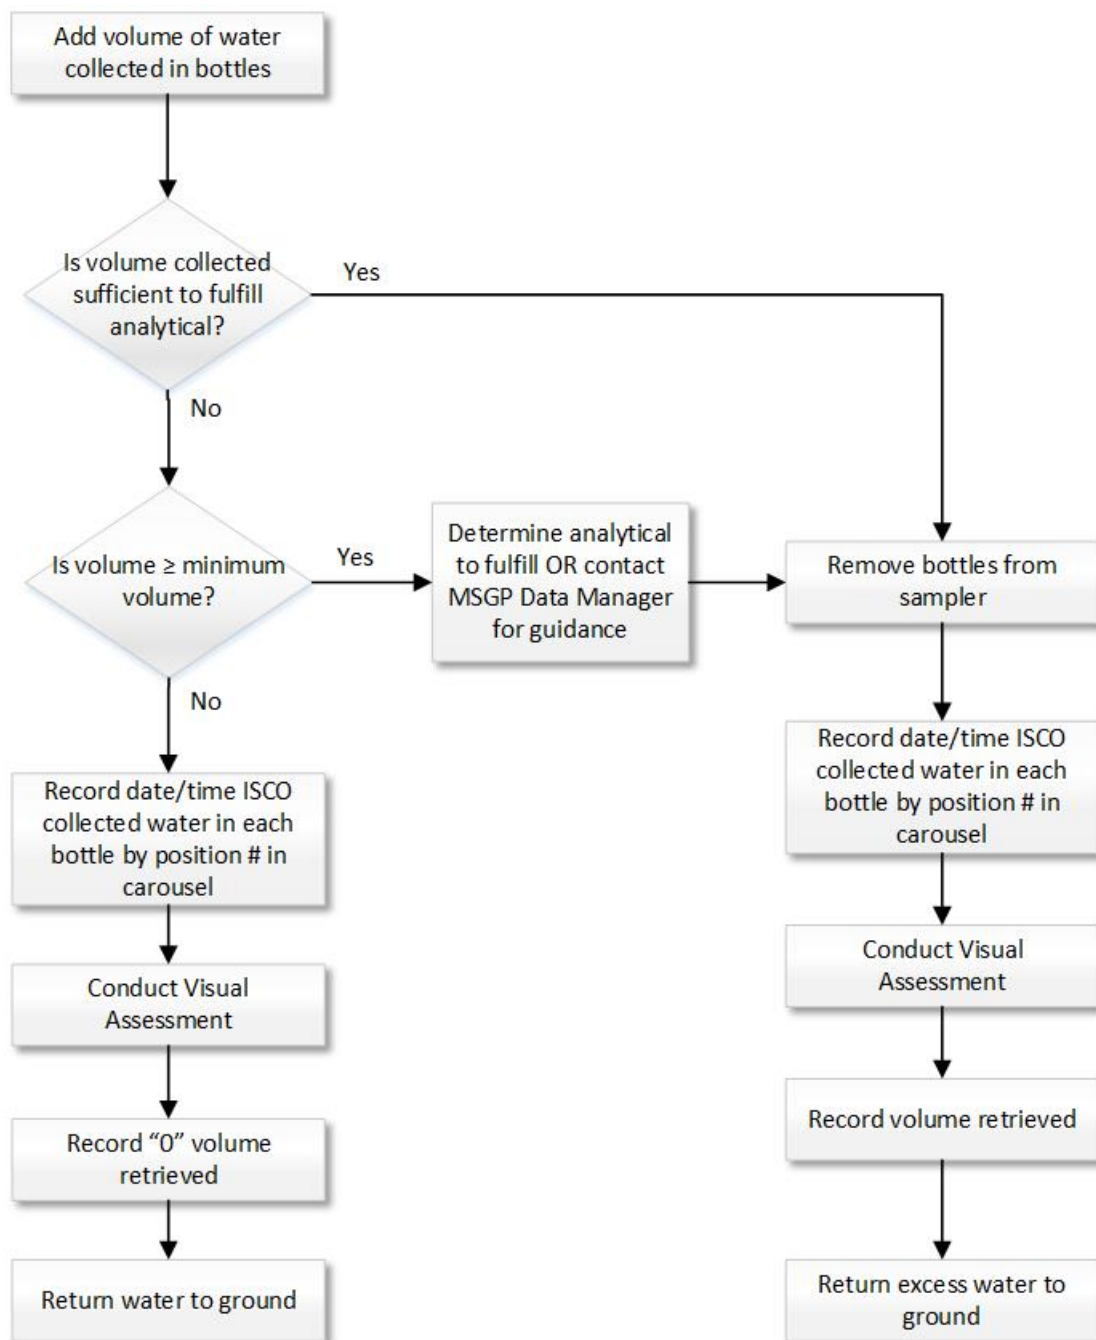 Add volume of water
collected in bottles
Is volume collected
sufficient to fulfill
analytical?
Yes
No
Is volume ≥ minimum
volume?
Yes
Determine analytical
to fulfill OR contact
MSGP Data Manager
for guidance
Remove bottles from
sampler
No
Record date/time ISCO
collected water in each
bottle by position # in
carousel
Conduct Visual
Assessment
Record “0” volume
retrieved
Return water to ground
Record date/time ISCO
collected water in each
bottle by position # in
carousel
Conduct Visual
Assessment
Record volume retrieved
Return excess water to
ground